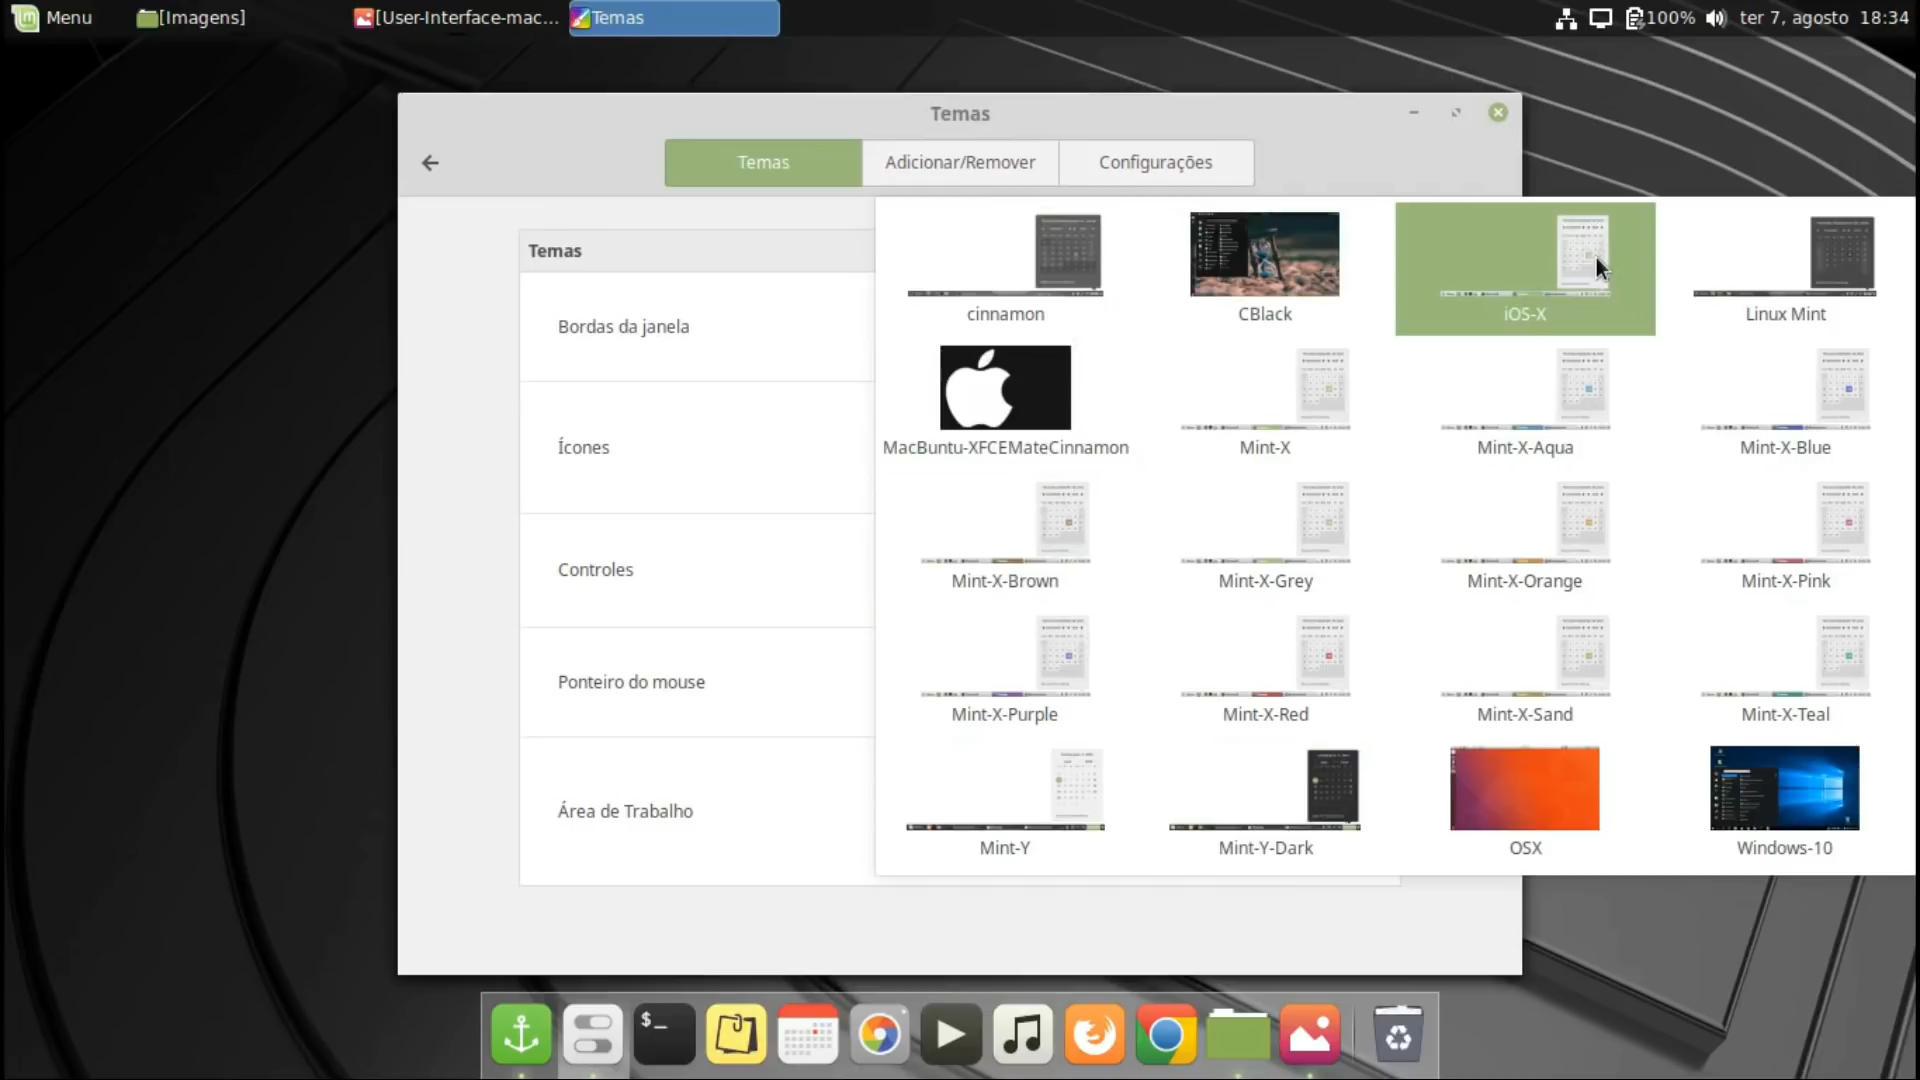 Menu
[Imagens]
[User-Interface-mac...
Temas
100%
ter 7, agosto 18:34
Temas
Temas
Adicionar/Remover
Configurações
Temas
Bordas da janela
Ícones
Controles
Ponteiro do mouse
Área de Trabalho
cinnamon
CBlack
iOS-X
Linux Mint
MacBuntu-XFCEMateCinnamon
Mint-X
Mint-X-Aqua
Mint-X-Blue
Mint-X-Brown
Mint-X-Grey
Mint-X-Orange
Mint-X-Pink
Mint-X-Purple
Mint-X-Red
Mint-X-Sand
Mint-X-Teal
Mint-Y
Mint-Y-Dark
OSX
Windows-10
$_